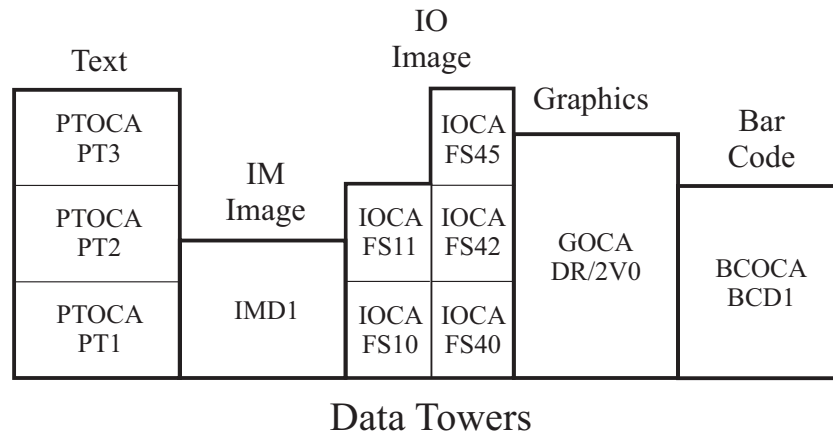 Text
PTOCA
PT3
PTOCA
PT2
PTOCA
PT1
IM
Image
IMD1
IO
Image
IOCA
FS11
IOCA
FS10
IOCA
FS45
IOCA
FS42
IOCA
FS40
Graphics
GOCA
DR/2V0
Bar
Code
BCOCA
BCD1
Data Towers